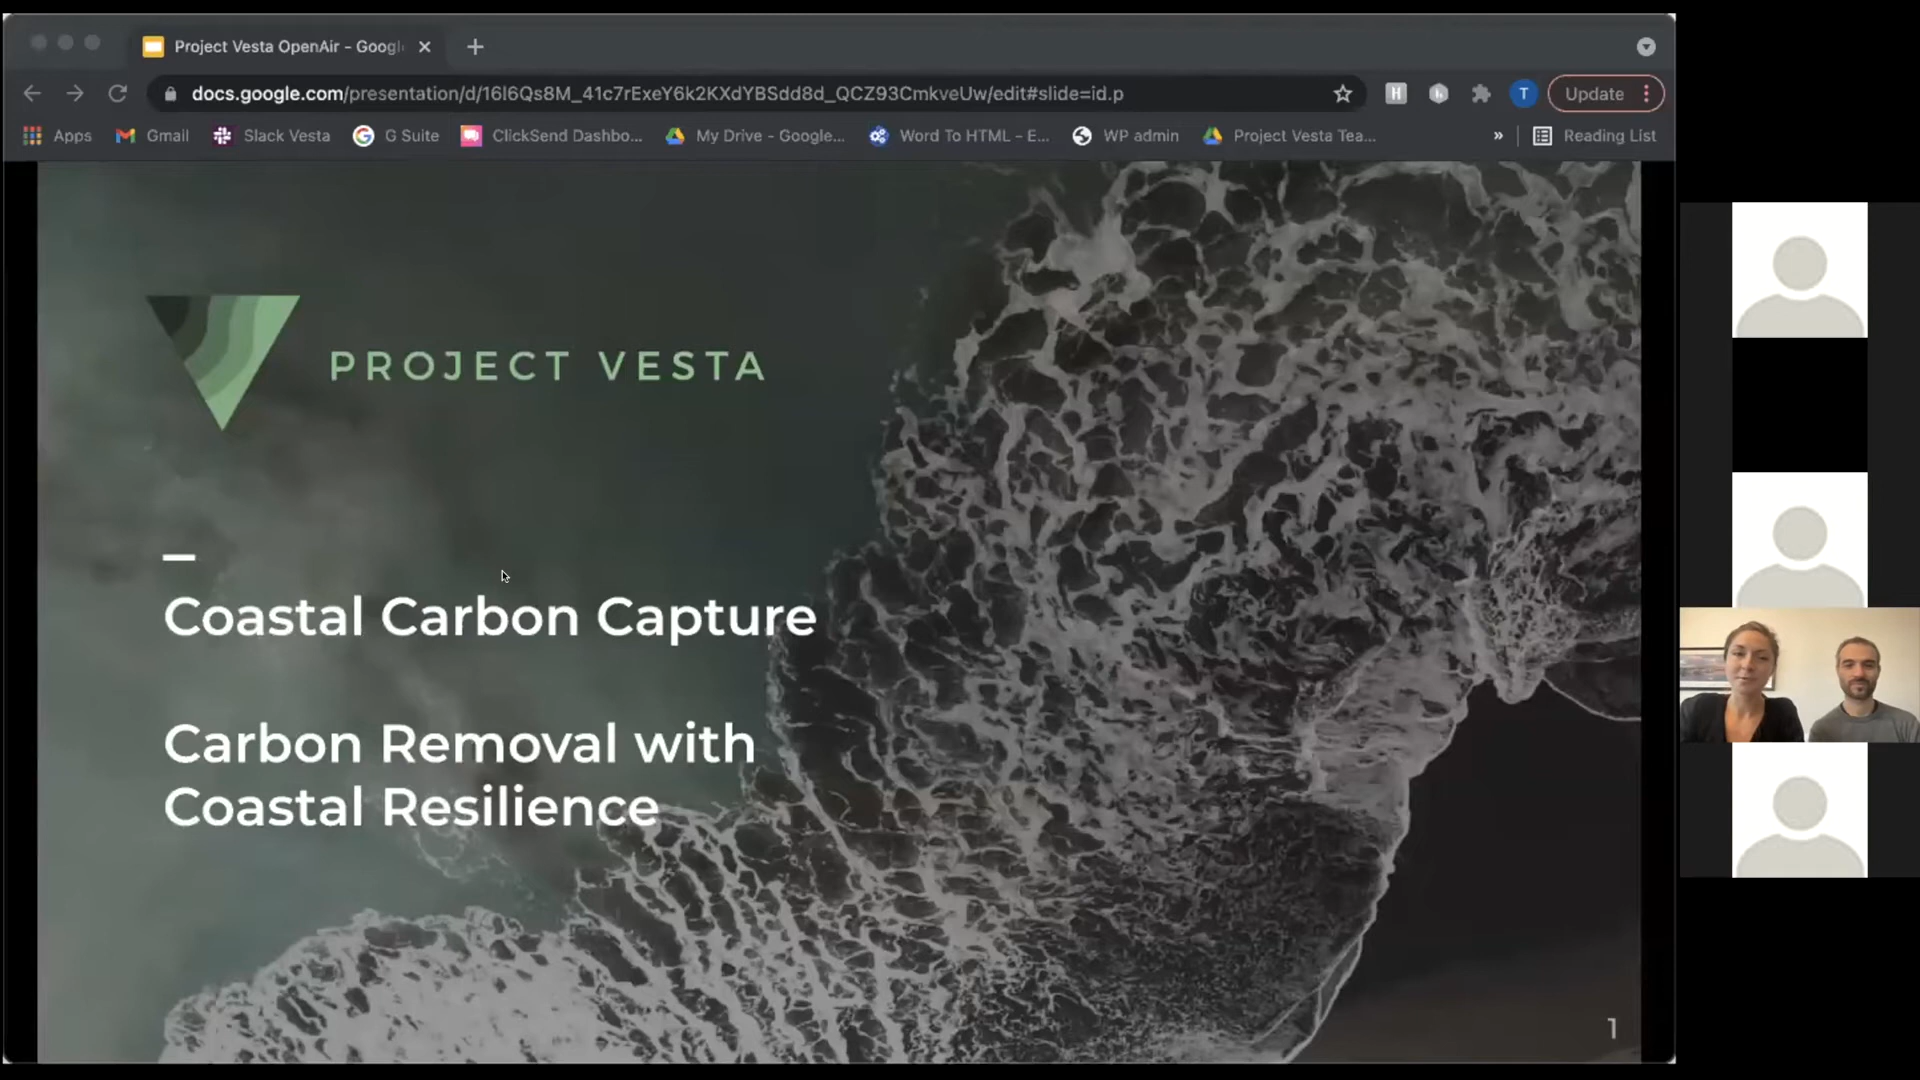 Project Vesta OpenAir - Googl
docs.google.com/presentation/d/16I6Qs8M_41c7rExeY6k2KXdYBSdd8d_QCZ93CmkveUw/edit#slide=id.p
H
T
Update
Apps
Gmail
Slack Vesta
G Suite
ClickSend Dashbo...
My Drive - Google...
Word To HTML - E...
WP admin
Project Vesta Tea...
»
Reading List
PROJECT VESTA
Coastal Carbon Capture
Carbon Removal with
Coastal Resilience
1